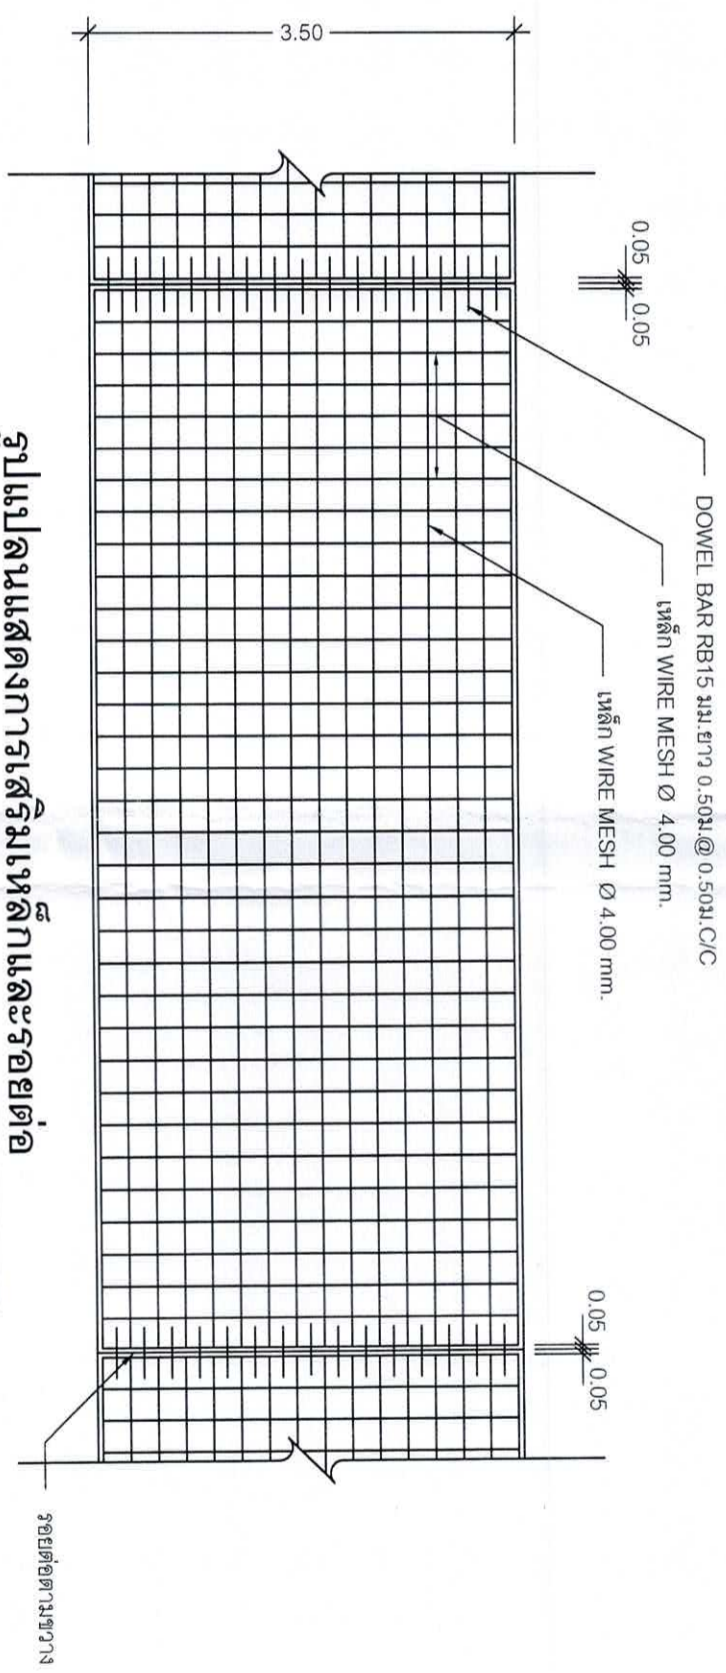 3.50
0.05
0.05
DOWEL BAR RB15 มม.ยาว 0.50ม.@ 0.50ม.C/C
เหล็ก WIRE MESH Ø 4.00 mm.
เหล็ก WIRE MESH Ø 4.00 mm.
0.05
0.05
รอยต่อตามขวาง
รูปแปลนแสดงการเสริมเหล็กและรอยต่อ